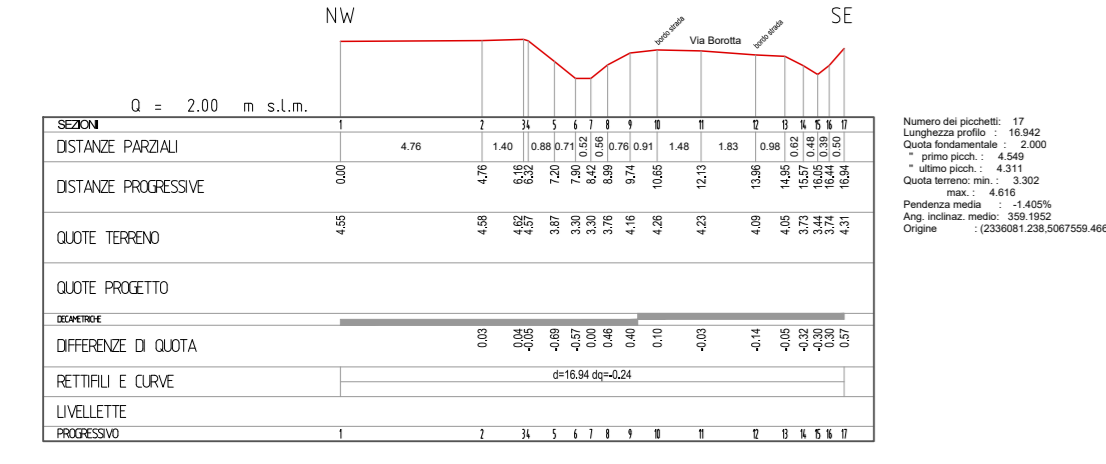 NW SE
bordo strada Via Borotta bordo strada
Q = 2.00 m s.l.m.
SEZIONI 1 2 3 4 5 6 7 8 9 10 11 12 13 14 15 16 17
DISTANZE PARZIALI 4.76 1.40 0.88 0.71 0.52 0.56 0.76 0.91 1.48 1.83 0.98 0.62 0.48 0.39 0.50
DISTANZE PROGRESSIVE 0.00 4.76 6.16 6.32 7.20 7.90 8.42 8.99 9.74 10.65 12.13 13.96 14.95 15.57 16.05 16.44 16.94
QUOTE TERRENO 4.55 4.58 4.62 4.57 3.87 3.30 3.30 3.76 4.16 4.26 4.23 4.09 4.05 3.73 3.44 3.74 4.31
QUOTE PROGETTO
DECAMETRICHE
DIFFERENZE DI QUOTA 0.03 0.04 -0.05 -0.69 -0.57 0.00 0.46 0.40 0.10 -0.03 -0.14 -0.05 -0.32 -0.30 0.30 0.57
RETTIFILI E CURVE d=16.94 dq=-0.24
LIVELLETTE
PROGRESSIVO 1 2 3 4 5 6 7 8 9 10 11 12 13 14 15 16 17
Numero dei picchetti: 17
Lunghezza profilo : 16.942
Quota fondamentale : 2.000
" primo picch. : 4.549
" ultimo picch. : 4.311
Quota terreno: min. : 3.302
max. : 4.616
Pendenza media : -1.405%
Ang. inclinaz. medio: 359.1952
Origine : (2336081.238,5067559.466